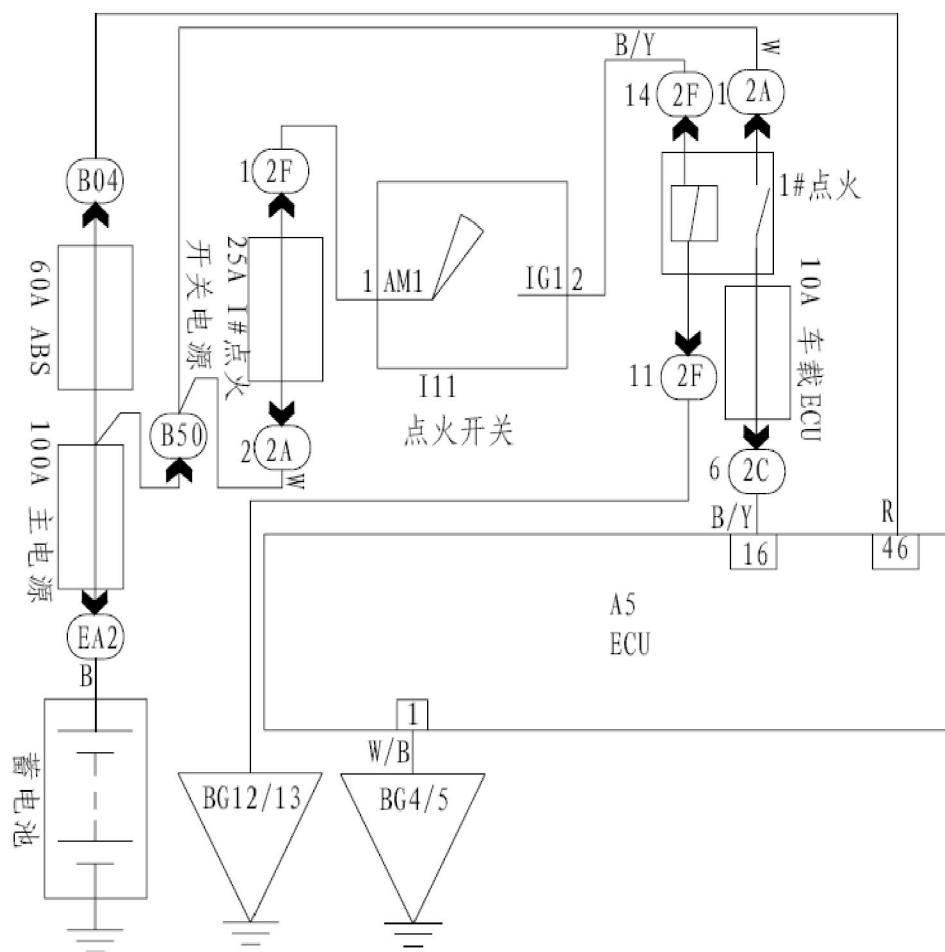 B/Y
W
14
2F
1
2A
B04
1
2F
1#点火
60A ABS
25A I#点火
开关电源
1
AM1
IG1
2
10A 车载ECU
11
2F
I11
点火开关
100A 主电源
B50
2
2A
W
6
2C
B/Y
R
16
46
EA2
B
A5
ECU
1
W/B
蓄电池
BG12/13
BG4/5